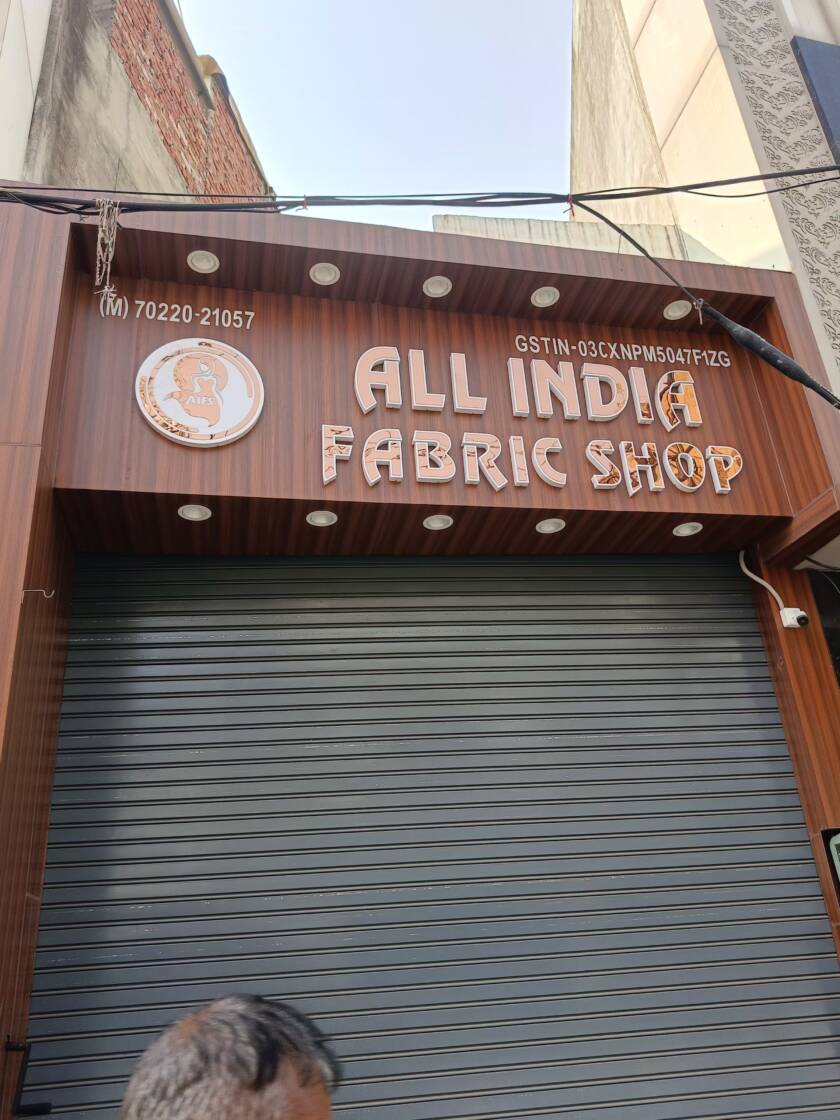 (M) 70220-21057
GSTIN-03CXNPM5047F1ZG
AIFS
ALL INDIA
FABRIC SHOP